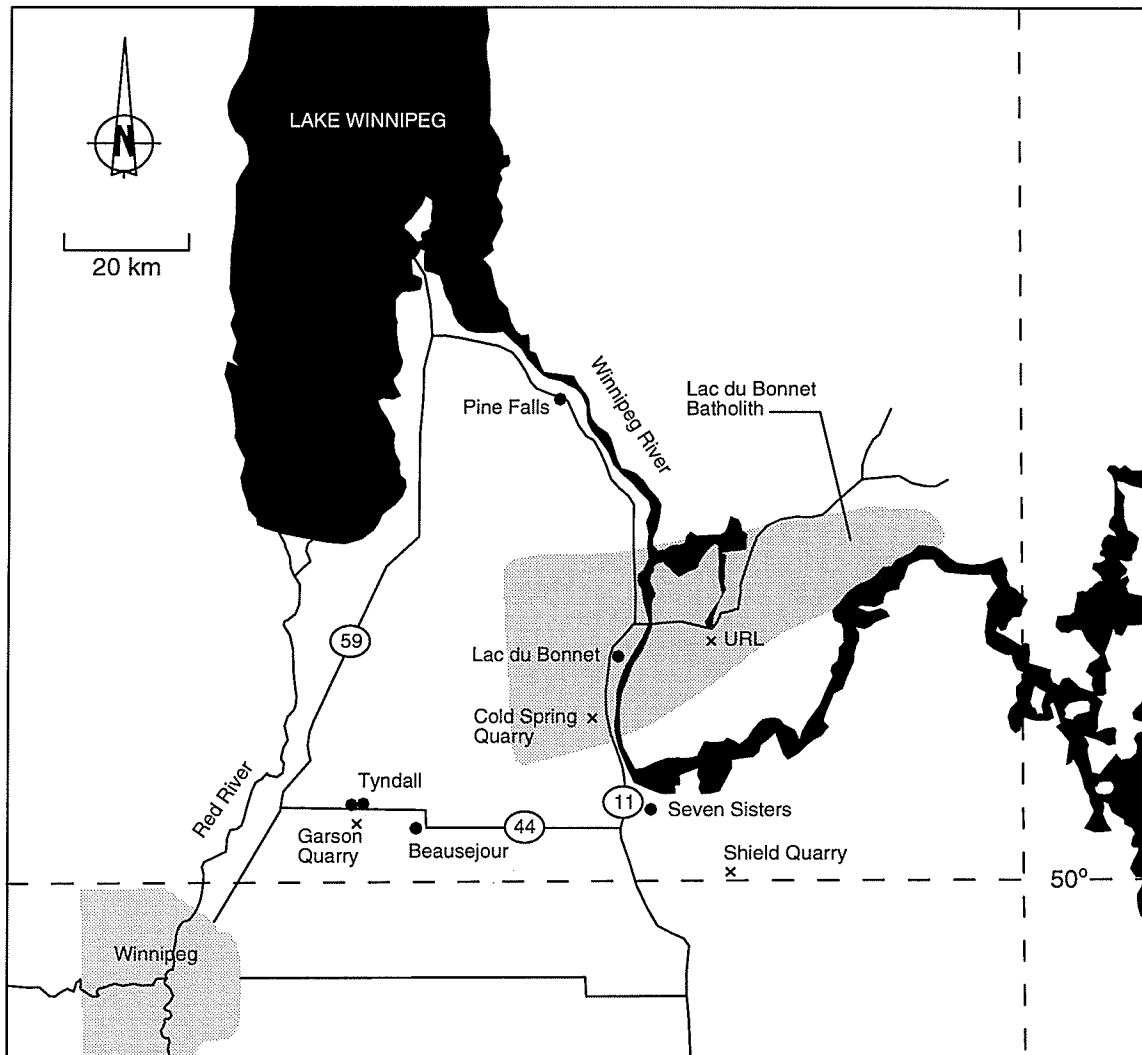 LAKE WINNIPEG
N
20 km
Winnipeg River
Lac du Bonnet
Batholith
Pine Falls
59
URL
Lac du Bonnet
Cold Spring
Quarry
Red River
Tyndall
11
Seven Sisters
44
Garson
Quarry
Beausejour
Shield Quarry
50°
Winnipeg